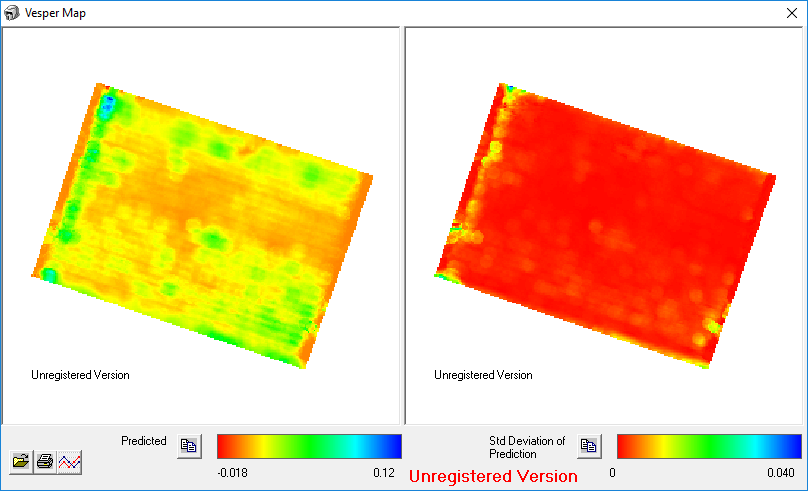 Vesper Map
Unregistered Version
Unregistered Version
Predicted
-0.018
0.12
Std Deviation of
Prediction
0
0.040
Unregistered Version